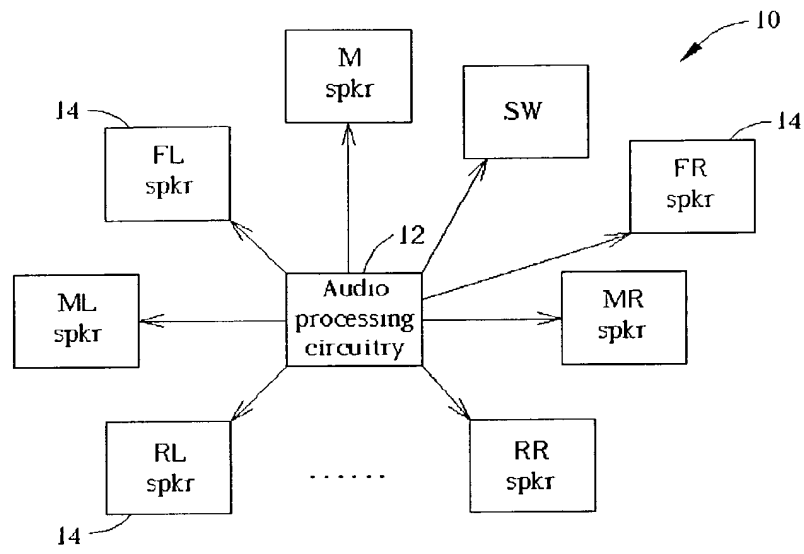 10
M
spkr
SW
14
FL
spkr
14
FR
spkr
12
ML
spkr
Audio
processing
circuitry
MR
spkr
RL
spkr
14
......
RR
spkr